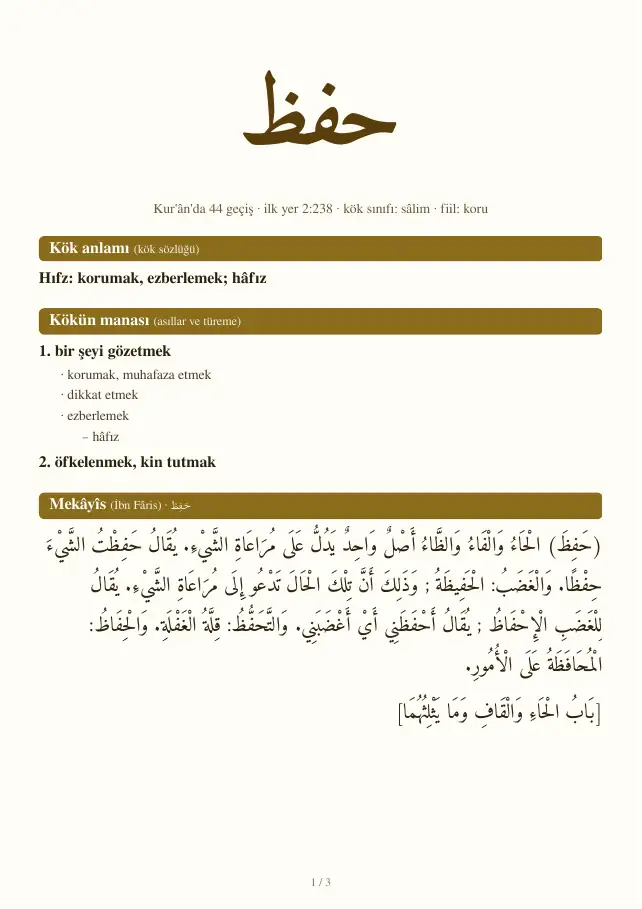 حفظ
Kur'ân'da 44 geçiş · ilk yer 2:238 · kök sınıfı: sâlim · fiil: koru
Kök anlamı (kök sözlüğü)
Hıfz: korumak, ezberlemek; hâfız
Kökün manası (asıllar ve türeme)
1. bir şeyi gözetmek
· korumak, muhafaza etmek
· dikkat etmek
· ezberlemek
– hâfız
2. öfkelenmek, kin tutmak
Mekâyîs (İbn Fâris) · حَفِظَ
(حَفِظَ) الْحَاءُ وَالْفَاءُ وَالظَّاءُ أَصْلٌ وَاحِدٌ يَدُلُّ عَلَى مُرَاعَاةِ الشَّيْءِ. يُقَالُ حَفِظْتُ الشَّيْءَ
حِفْظًا. وَالْغَضَبُ: الْحَفِيظَةُ ; وَذَلِكَ أَنَّ تِلْكَ الْحَالَ تَدْعُو إِلَى مُرَاعَاةِ الشَّيْءِ. يُقَالُ
لِلْغَضَبِ الْإِحْفَاظُ ; يُقَالُ أَحْفَظَنِي أَيْ أَغْضَبَنِي. وَالتَّحَفُّظُ: قِلَّةُ الْغَفْلَةِ. وَالْحِفَاظُ:
الْمُحَافَظَةُ عَلَى الْأُمُورِ.
[بَابُ الْحَاءِ وَالْقَافِ وَمَا يَثْلِثُهُمَا]
1 / 3